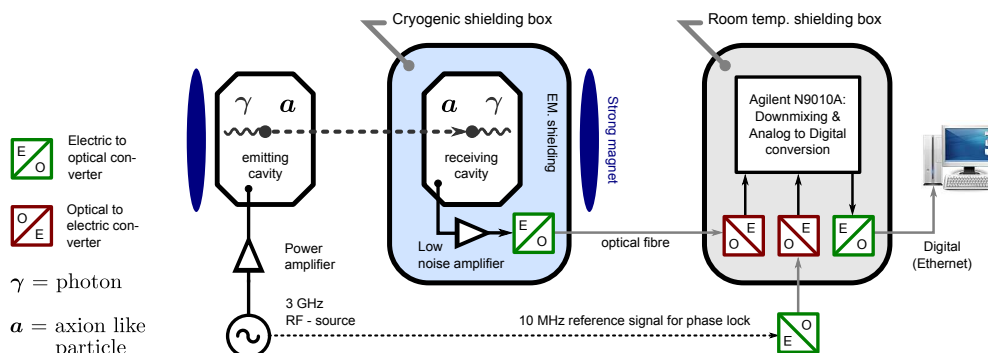 Cryogenic shielding box
Room temp. shielding box
γ a
emitting
cavity
a γ
receiving
cavity
EM. shielding
Strong magnet
Agilent N9010A:
Downmixing &
Analog to Digital
conversion
E
O
Electric to
optical con-
verter
O
E
Optical to
electric con-
verter
γ = photon
a = axion like
particle
Power
amplifier
Low
noise amplifier
E
O
optical fibre
O
E
O
E
E
O
Digital
(Ethernet)
3 GHz
RF - source
10 MHz reference signal for phase lock
O
E